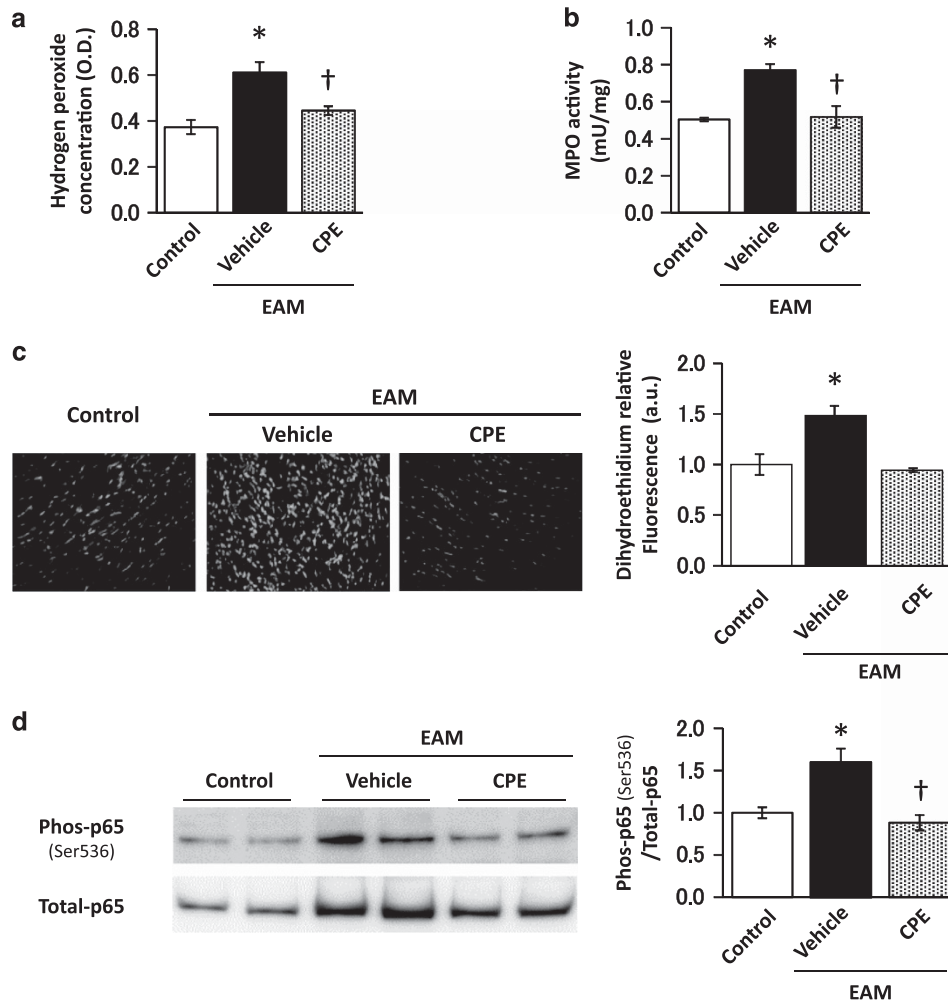 a
Hydrogen peroxide
concentration (O.D.)
0.8
0.6
0.4
0.2
0.0
*
†
Control
Vehicle
CPE
EAM
b
MPO activity
(mU/mg)
1.0
0.8
0.6
0.4
0.2
0.0
*
†
Control
Vehicle
CPE
EAM
c
Control
EAM
Vehicle
CPE
Dihydroethidium relative
Fluorescence (a.u.)
2.0
1.5
1.0
0.5
0.0
*
Control
Vehicle
CPE
EAM
d
EAM
Control
Vehicle
CPE
Phos-p65
(Ser536)
Total-p65
Phos-p65 (Ser536)
/Total-p65
2.0
1.5
1.0
0.5
0.0
*
†
Control
Vehicle
CPE
EAM